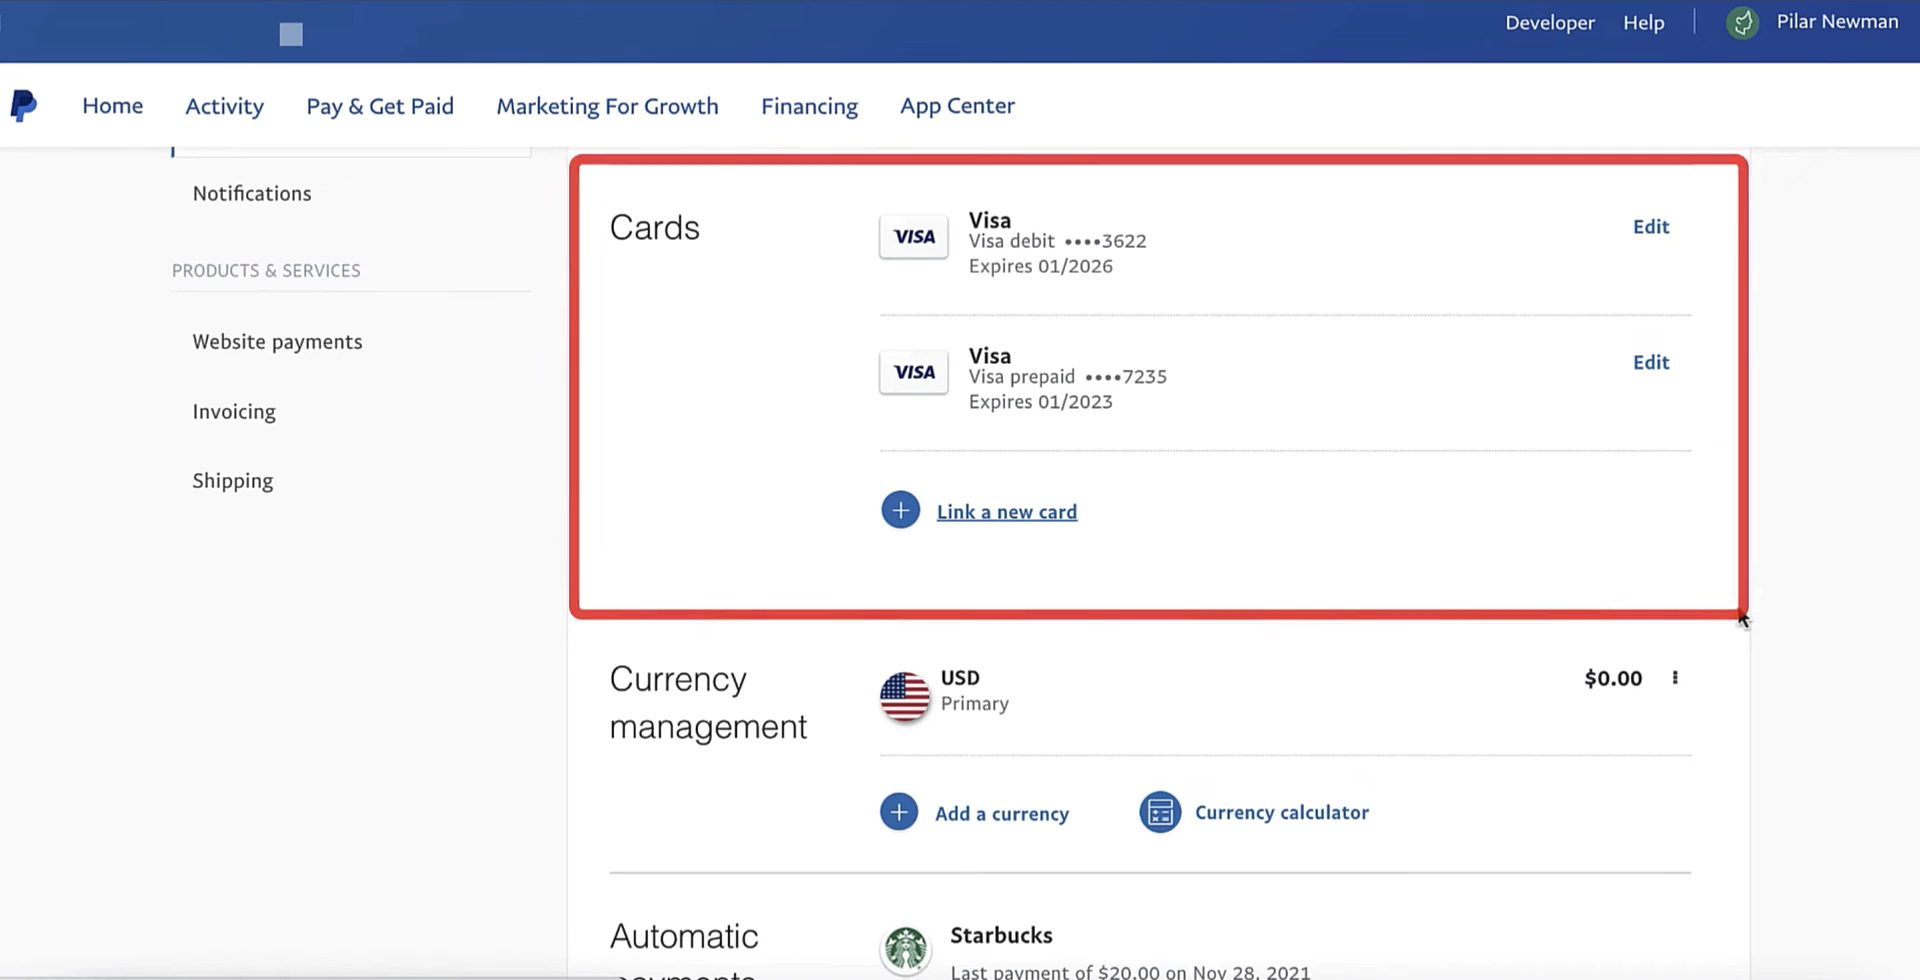 Developer
Help
Pilar Newman
Home
Activity
Pay & Get Paid
Marketing For Growth
Financing
App Center
Notifications
PRODUCTS & SERVICES
Website payments
Invoicing
Shipping
Cards
VISA
Visa
Visa debit ••••3622
Expires 01/2026
Edit
VISA
Visa
Visa prepaid ••••7235
Expires 01/2023
Edit
Link a new card
Currency
management
USD
Primary
$0.00
Add a currency
Currency calculator
Automatic
payments
Starbucks
Last payment of $20.00 on Nov 28, 2021